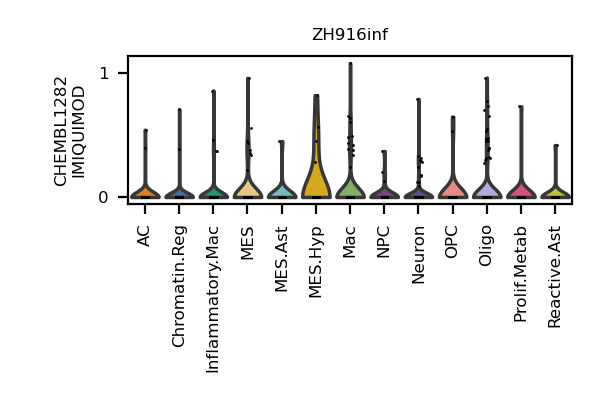 ZH916inf
CHEMBL1282
IMIQUIMOD
1
0
AC
Chromatin.Reg
Inflammatory.Mac
MES
MES.Ast
MES.Hyp
Mac
NPC
Neuron
OPC
Oligo
Prolif.Metab
Reactive.Ast